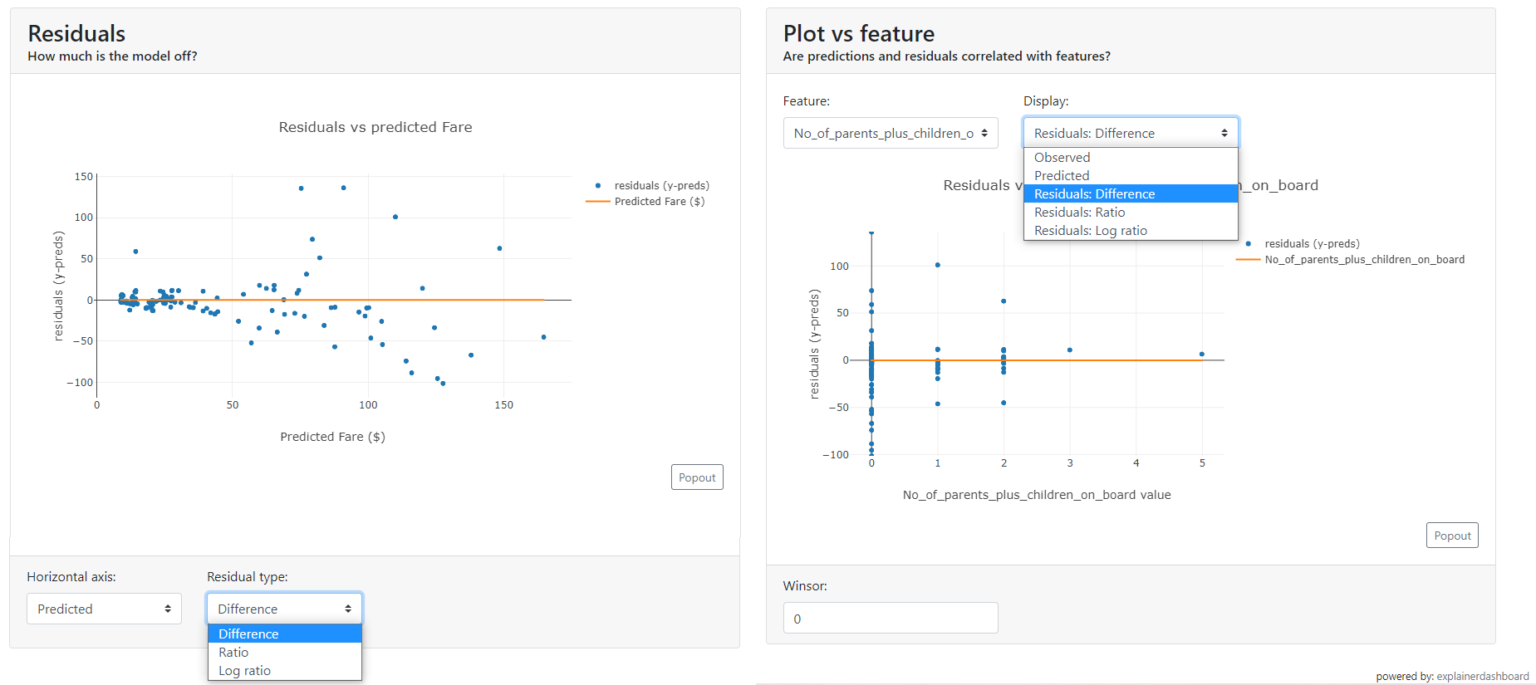 Residuals
How much is the model off?
Residuals vs predicted Fare
150
100
50
0
−50
−100
0
50
100
150
residuals (y-preds)
Predicted Fare ($)
residuals (y-preds)
Predicted Fare ($)
Popout
Horizontal axis:
Residual type:
Predicted
Difference
Difference
Ratio
Log ratio
Plot vs feature
Are predictions and residuals correlated with features?
Feature:
Display:
No_of_parents_plus_children_o
Residuals: Difference
Observed
Predicted
Residuals: Difference
Residuals: Ratio
Residuals: Log ratio
Residuals v
n_on_board
residuals (y-preds)
No_of_parents_plus_children_on_board
100
50
0
−50
−100
0
1
2
3
4
5
residuals (y-preds)
No_of_parents_plus_children_on_board value
Popout
Winsor:
0
powered by: explainerdashboard